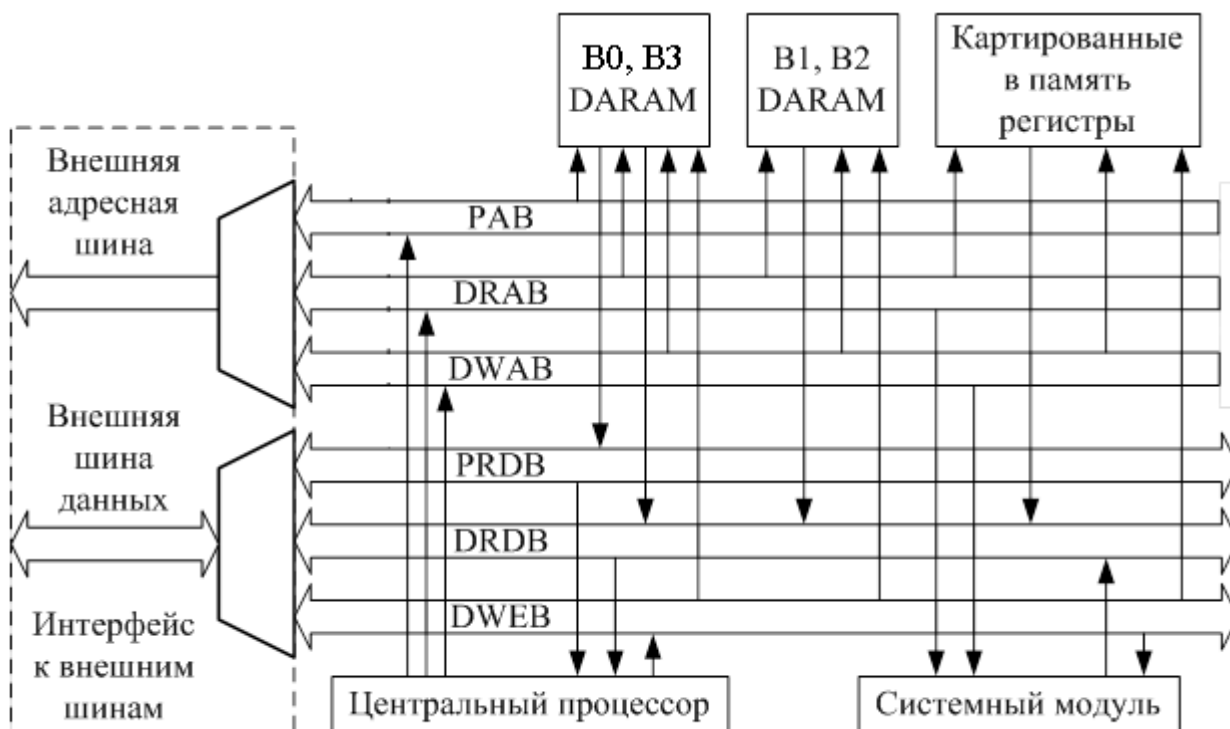 B0, B3
DARAM
B1, B2
DARAM
Картированные
в память
регистры
Внешняя
адресная
шина
PAB
DRAB
DWAB
Внешняя
шина
данных
PRDB
DRDB
DWEB
Интерфейс
к внешним
шинам
Центральный процессор
Системный модуль